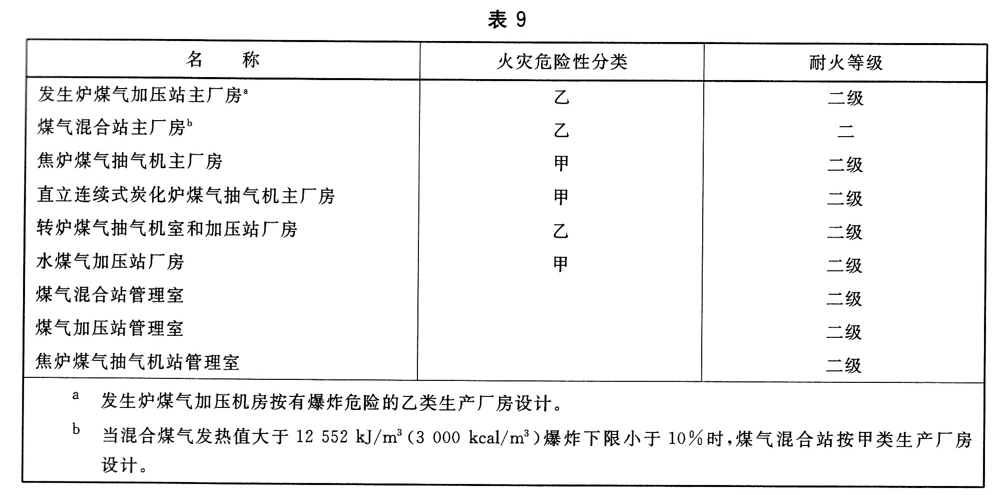 表 9
名 称 火灾危险性分类 耐火等级
发生炉煤气加压站主厂房ᵃ 乙 二级
煤气混合站主厂房ᵇ 乙 二
焦炉煤气抽气机主厂房 甲 二级
直立连续式炭化炉煤气抽气机主厂房 甲 二级
转炉煤气抽气机室和加压站厂房 乙 二级
水煤气加压站厂房 甲 二级
煤气混合站管理室 二级
煤气加压站管理室 二级
焦炉煤气抽气机站管理室 二级
a 发生炉煤气加压机房按有爆炸危险的乙类生产厂房设计。
b 当混合煤气发热值大于 12 552 kJ/m³(3 000 kcal/m³)爆炸下限小于 10%时,煤气混合站按甲类生产厂房
设计。